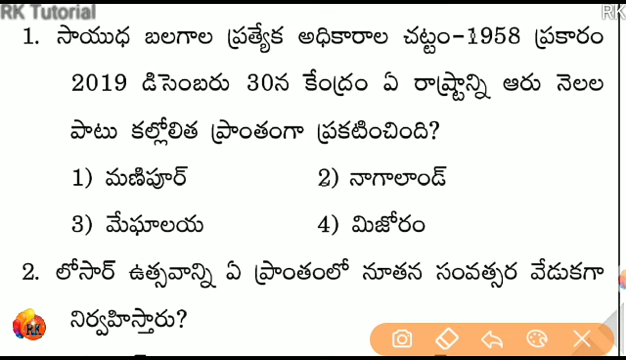 RK Tutorial
RK
1. సాయుధ బలగాల ప్రత్యేక అధికారాల చట్టం-1958 ప్రకారం
2019 డిసెంబరు 30న కేంద్రం ఏ రాష్ట్రాన్ని ఆరు నెలల
పాటు కల్లోలిత ప్రాంతంగా ప్రకటించింది?
1) మణిపూర్ 2) నాగాలాండ్
3) మేఘాలయ 4) మిజోరం
2. లోసార్ ఉత్సవాన్ని ఏ ప్రాంతంలో నూతన సంవత్సర వేడుకగా
నిర్వహిస్తారు?
RK